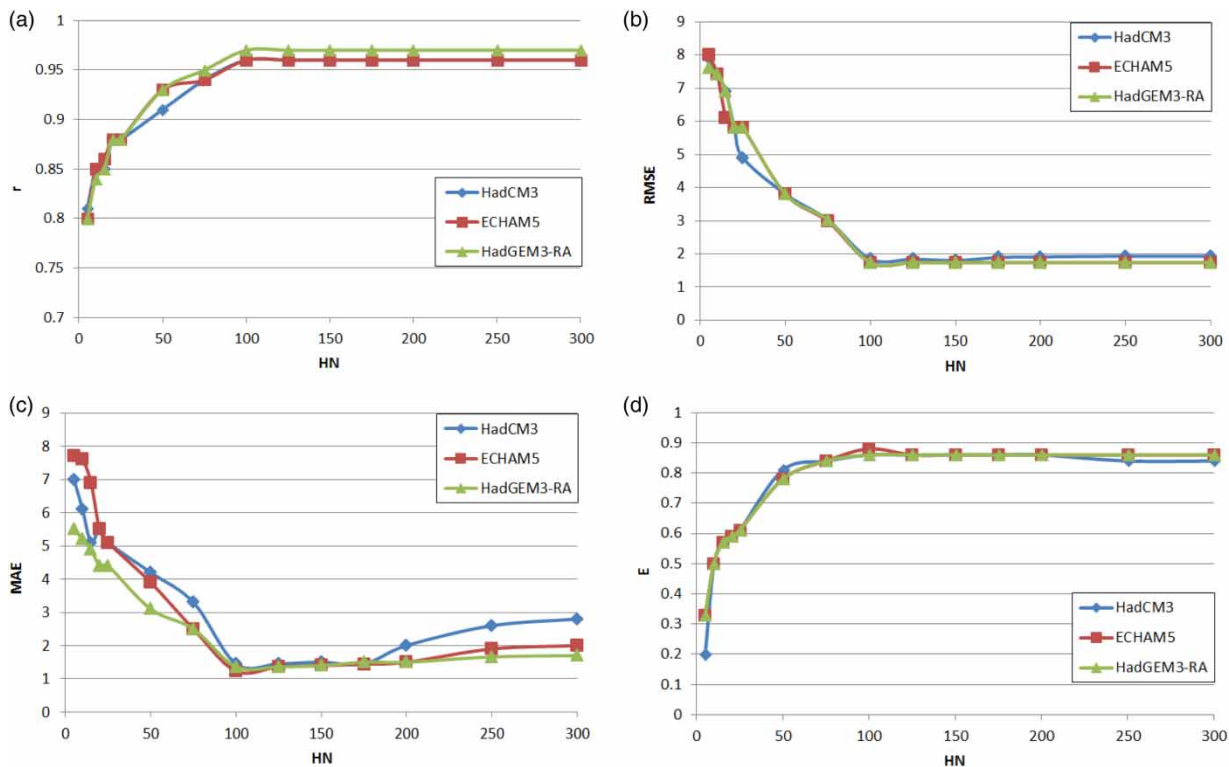 (a)
1
0.95
0.9
0.85
0.8
0.75
0.7
r
0 50 100 150 200 250 300
HN
HadCM3
ECHAM5
HadGEM3-RA
(b)
9
8
7
6
5
4
3
2
1
0
RMSE
0 50 100 150 200 250 300
HN
HadCM3
ECHAM5
HadGEM3-RA
(c)
9
8
7
6
5
4
3
2
1
0
MAE
0 50 100 150 200 250 300
HN
HadCM3
ECHAM5
HadGEM3-RA
(d)
1
0.9
0.8
0.7
0.6
0.5
0.4
0.3
0.2
0.1
0
E
0 50 100 150 200 250 300
HN
HadCM3
ECHAM5
HadGEM3-RA